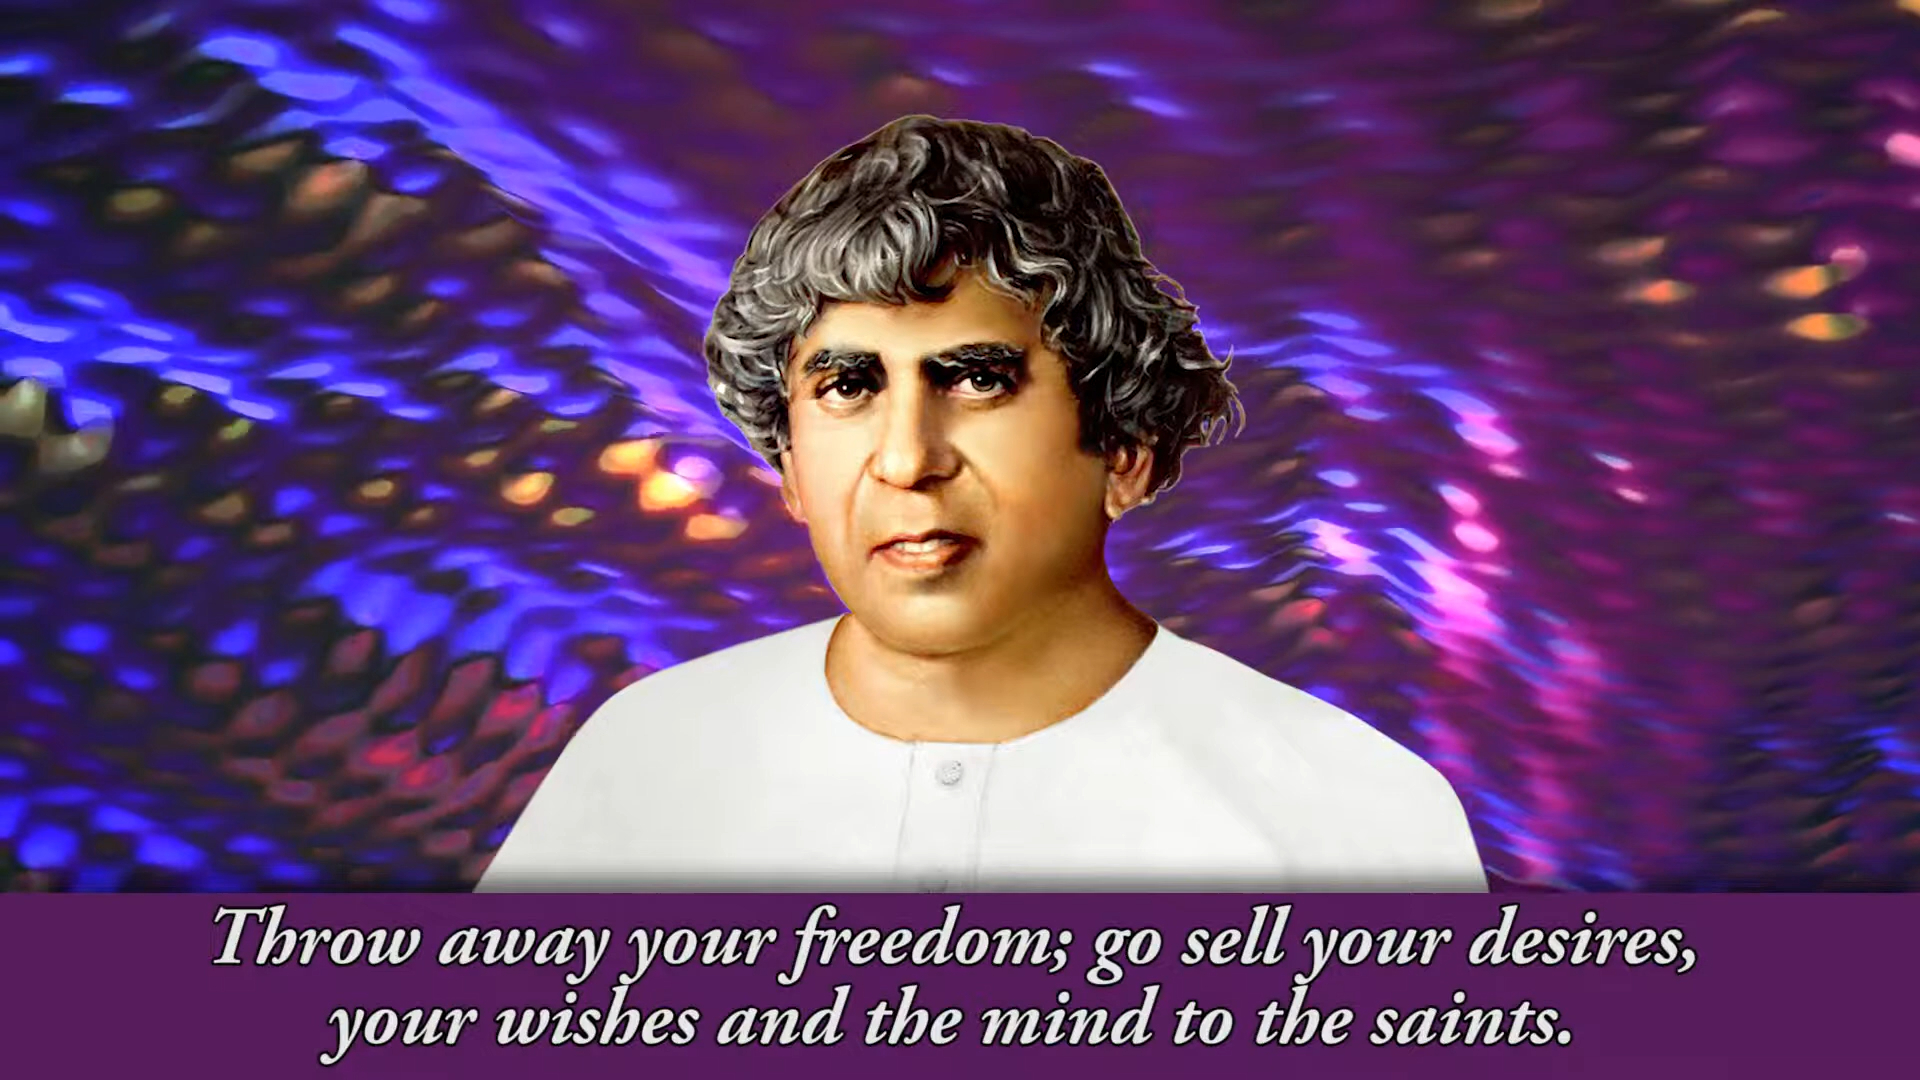 Throw away your freedom; go sell your desires,
your wishes and the mind to the saints.